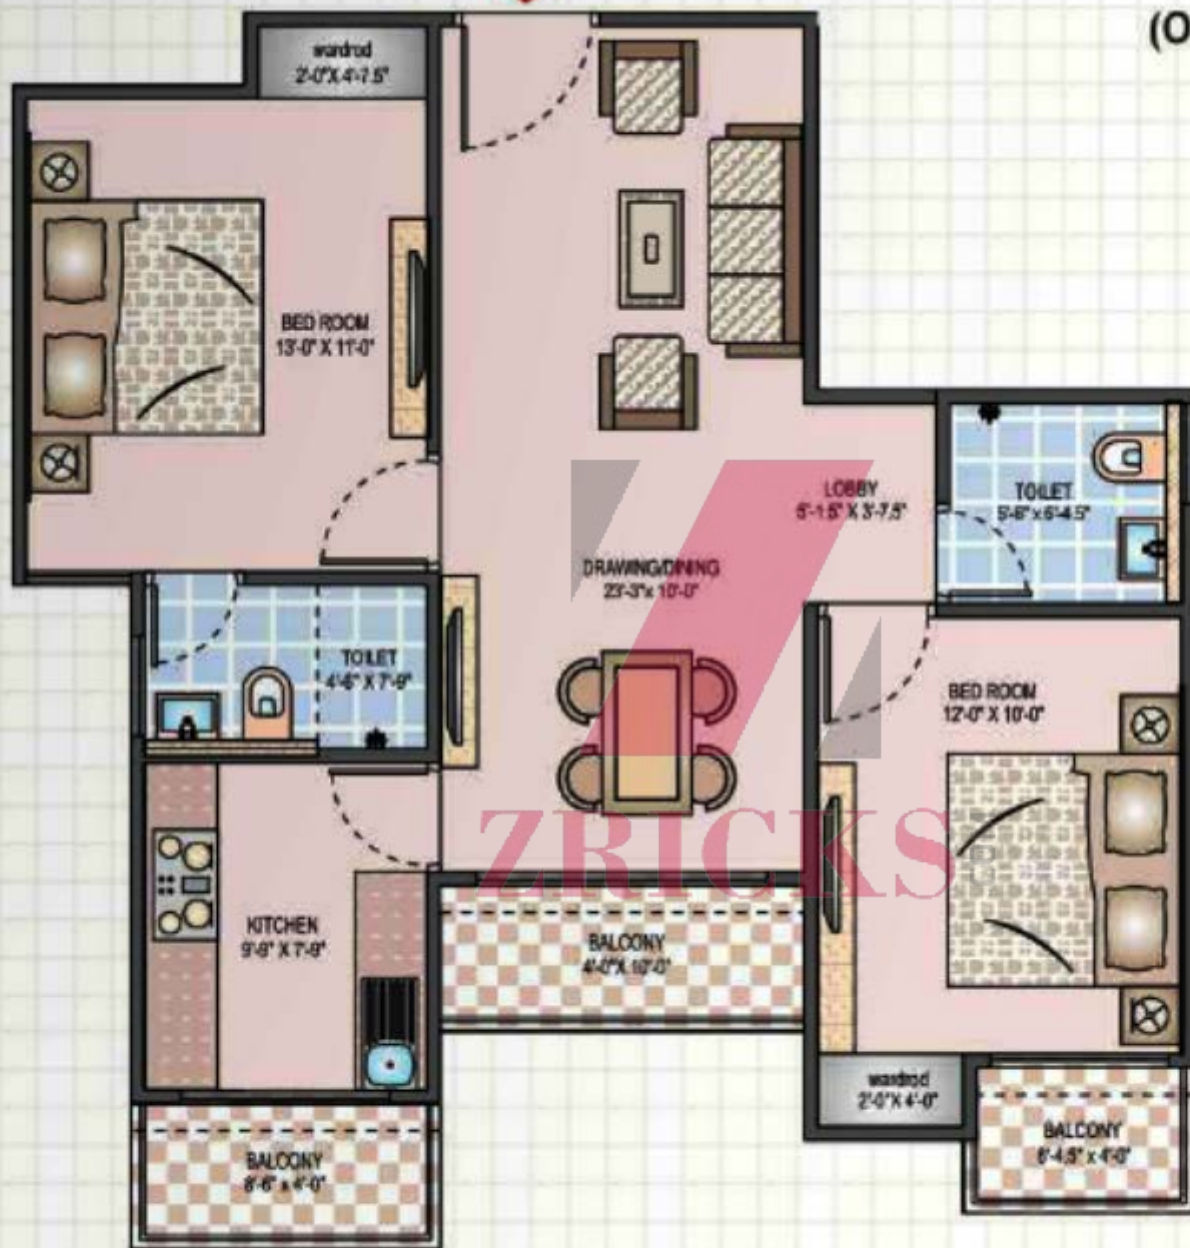 (O
wardrod
2'-0"X 4'-7.5"
BED ROOM
13'-0" X 11'-0"
LOBBY
5'-1.5" X 3'-7.5"
TOILET
5'-8" x 6'-4.5"
DRAWING/DINING
23'-3"x 10'-0"
TOILET
4'-6" X 7'-9"
BED ROOM
12'-0" X 10'-0"
ZRICKS
KITCHEN
9'-9" X 7'-9"
BALCONY
4'-0"X 10'-0"
wardrod
2'-0"X 4'-0"
BALCONY
6'-4.5" x 4'-0"
BALCONY
8'-6" x 4'-0"